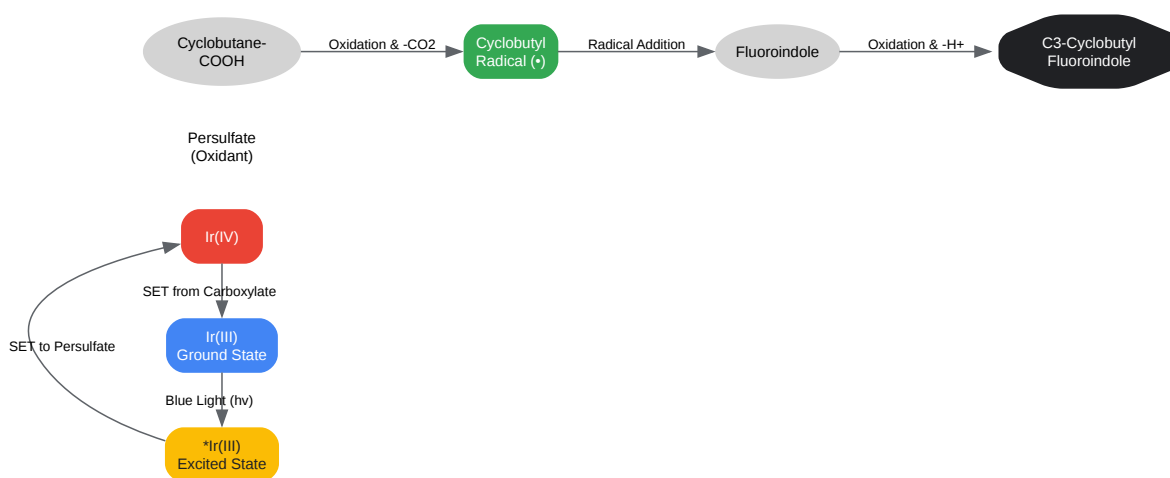 Cyclobutane-
COOH
Oxidation & -CO2
Cyclobutyl
Radical (•)
Radical Addition
Fluoroindole
Oxidation & -H+
C3-Cyclobutyl
Fluoroindole
Persulfate
(Oxidant)
Ir(IV)
SET from Carboxylate
Ir(III)
Ground State
SET to Persulfate
Blue Light (hv)
*Ir(III)
Excited State